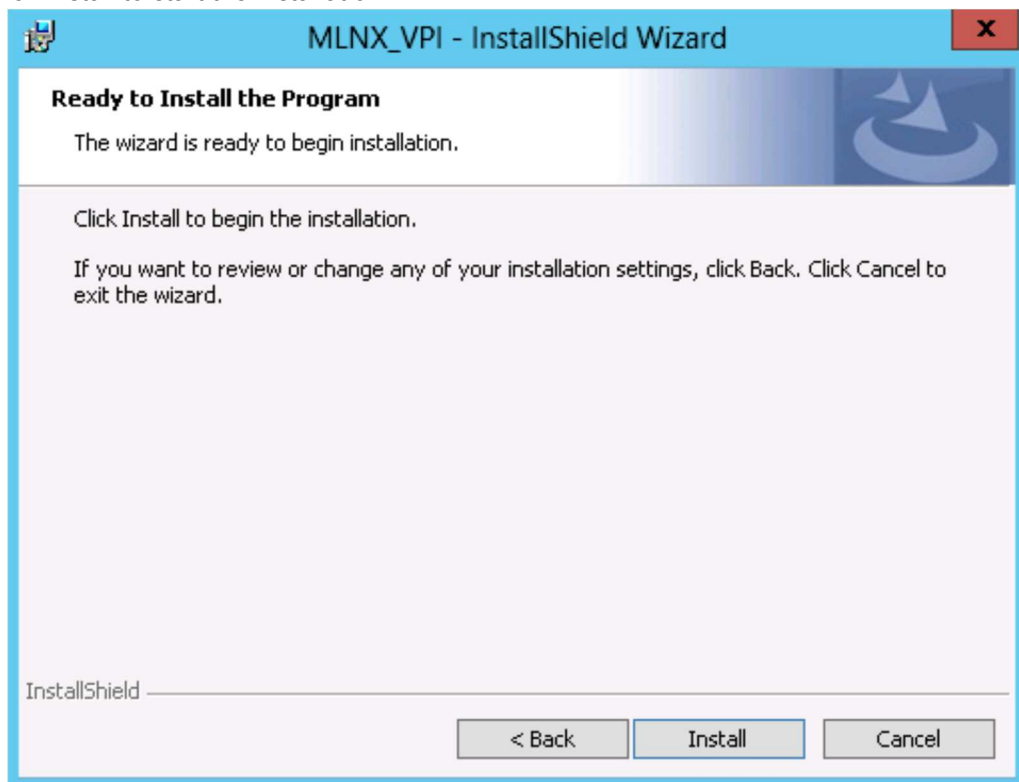 MLNX_VPI - InstallShield Wizard
x
Ready to Install the Program
The wizard is ready to begin installation.
Click Install to begin the installation.
If you want to review or change any of your installation settings, click Back. Click Cancel to
exit the wizard.
InstallShield
< Back Install Cancel